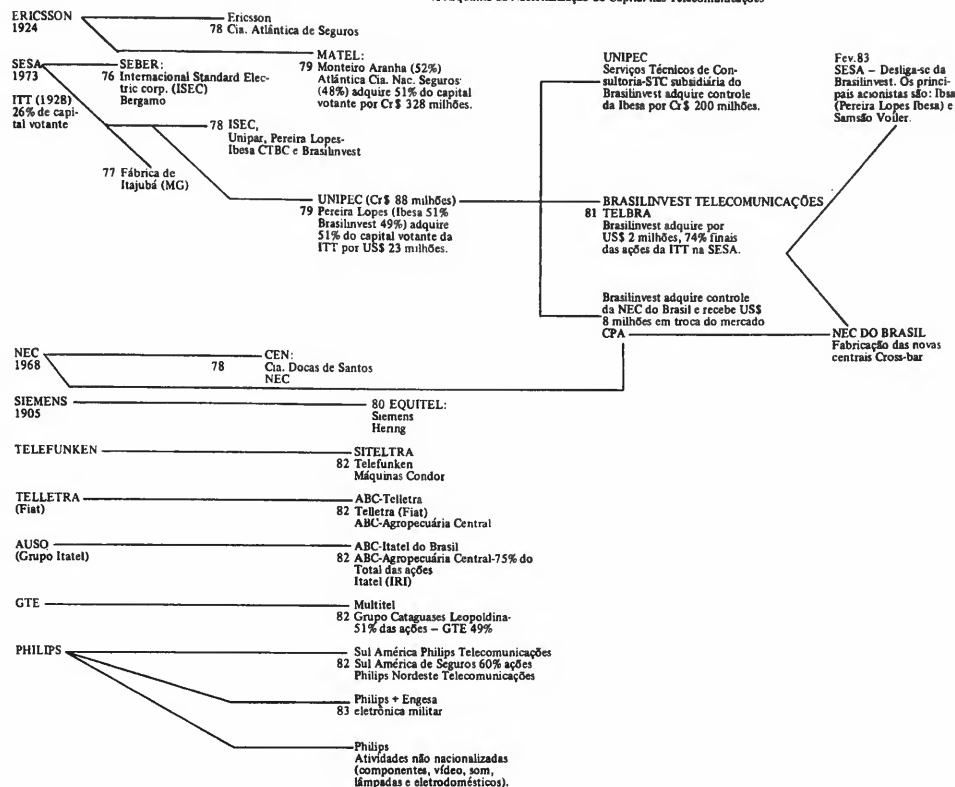 ERICSSON
1924
Ericsson
78 Cia. Atlântica de Seguros
MATEL:
79 Monteiro Aranha (52%)
Atlântica Cia. Nac. Seguros
(48%) adquire 51% do capital
votante por Cr$ 328 milhões.
SESA
1973
ITT (1928)
26% de capi-
tal votante
SEBER:
76 Internacional Standard Elec-
tric corp. (ISEC)
Bergamo
78 ISEC,
Unipar, Pereira Lopes-
Ibesa CTBC e Brasilinvest
77 Fábrica de
Itajubá (MG)
UNIPEC (Cr$ 88 milhões)
79 Pereira Lopes (Ibesa 51%
Brasilinvest 49%) adquire
51% do capital votante da
ITT por US$ 23 milhões.
UNIPEC
Serviços Técnicos de Con-
sultoria-STC subsidiária do
Brasilinvest adquire controle
da Ibesa por Cr$ 200 milhões.
BRASILINVEST TELECOMUNICAÇÕES
81 TELBRA
Brasilinvest adquire por
US$ 2 milhões, 74% finais
das ações da ITT na SESA.
Brasilinvest adquire controle
da NEC do Brasil e recebe US$
8 milhões em troca do mercado
CPA
Fev.83
SESA – Desliga-se da
Brasilinvest. Os princi-
pais acionistas são: Ibsa
(Pereira Lopes Ibesa) e
Samsão Voiler.
NEC DO BRASIL
Fabricação das novas
centrais Cross-bar
NEC
1968
CEN:
78 Cia. Docas de Santos
NEC
SIEMENS
1905
80 EQUITEL:
Siemens
Hering
TELEFUNKEN
SITELTRA
82 Telefunken
Máquinas Condor
TELLETRA
(Fiat)
ABC-Telletra
82 Telletra (Fiat)
ABC-Agropecuária Central
AUSO
(Grupo Itatel)
ABC-Itatel do Brasil
82 ABC-Agropecuária Central-75% do
Total das ações
Itatel (IRI)
GTE
Multitel
82 Grupo Cataguases Leopoldina-
51% das ações – GTE 49%
PHILIPS
Sul América Philips Telecomunicações
82 Sul América de Seguros 60% ações
Philips Nordeste Telecomunicações
Philips + Engesa
83 eletrônica militar
Philips
Atividades não nacionalizadas
(componentes, vídeo, som,
lâmpadas e eletrodomésticos).